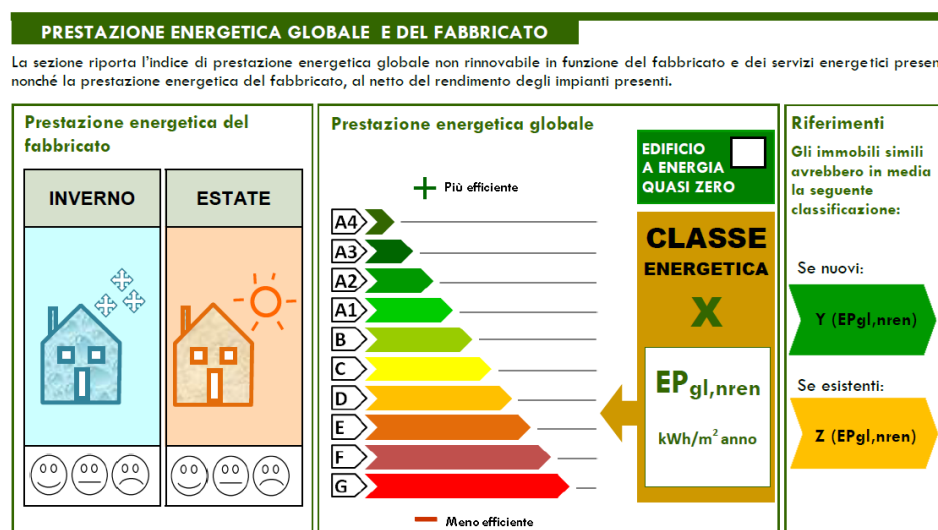 PRESTAZIONE ENERGETICA GLOBALE E DEL FABBRICATO
La sezione riporta l'indice di prestazione energetica globale non rinnovabile in funzione del fabbricato e dei servizi energetici
nonché la prestazione energetica del fabbricato, al netto del rendimento degli impianti presenti.
Prestazione energetica del
fabbricato
INVERNO
ESTATE
Prestazione energetica globale
Più efficiente
A4
A3
A2
A1
B
C
D
E
F
G
Meno efficiente
EDIFICIO
A ENERGIA
QUASI ZERO
CLASSE
ENERGETICA
X
EPgl,nren
kWh/m² anno
Riferimenti
Gli immobili simili
avrebbero in media
la seguente
classificazione:
Se nuovi:
Y (EPgl,nren)
Se esistenti:
Z (EPgl,nren)